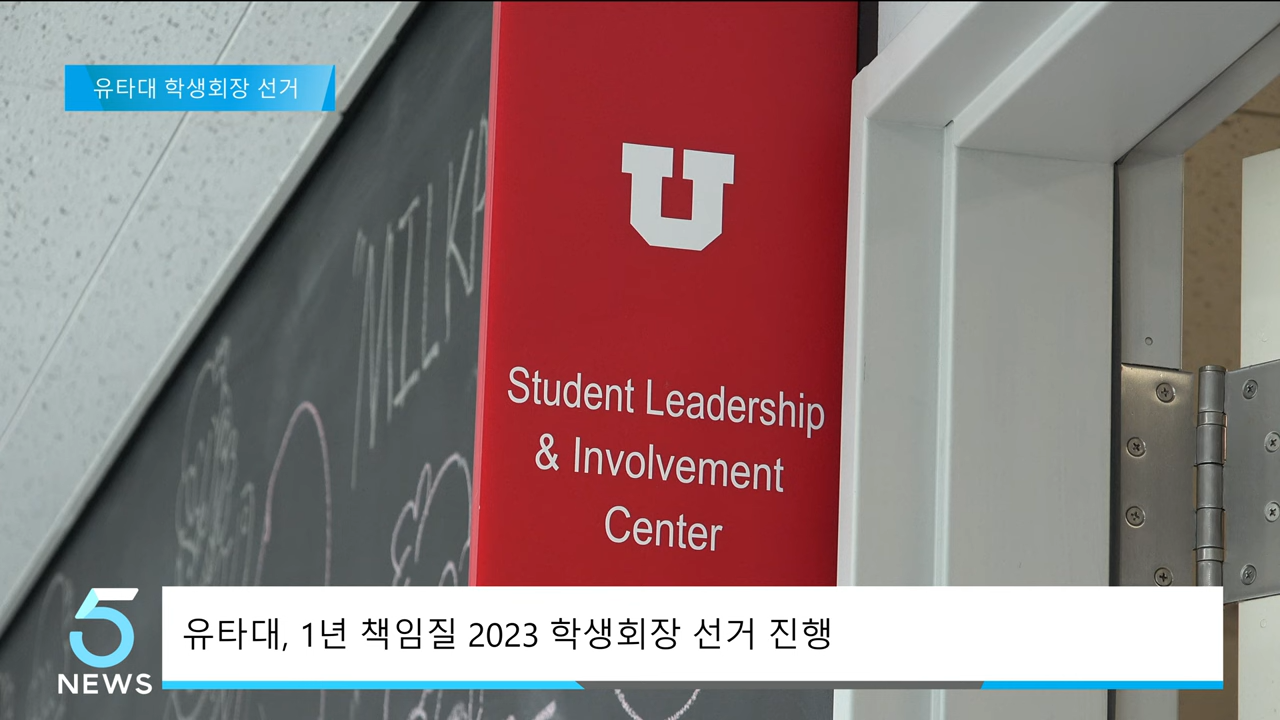 유타대 학생회장 선거
U
"MILKA
Student Leadership
& Involvement
Center
5
NEWS
유타대, 1년 책임질 2023 학생회장 선거 진행